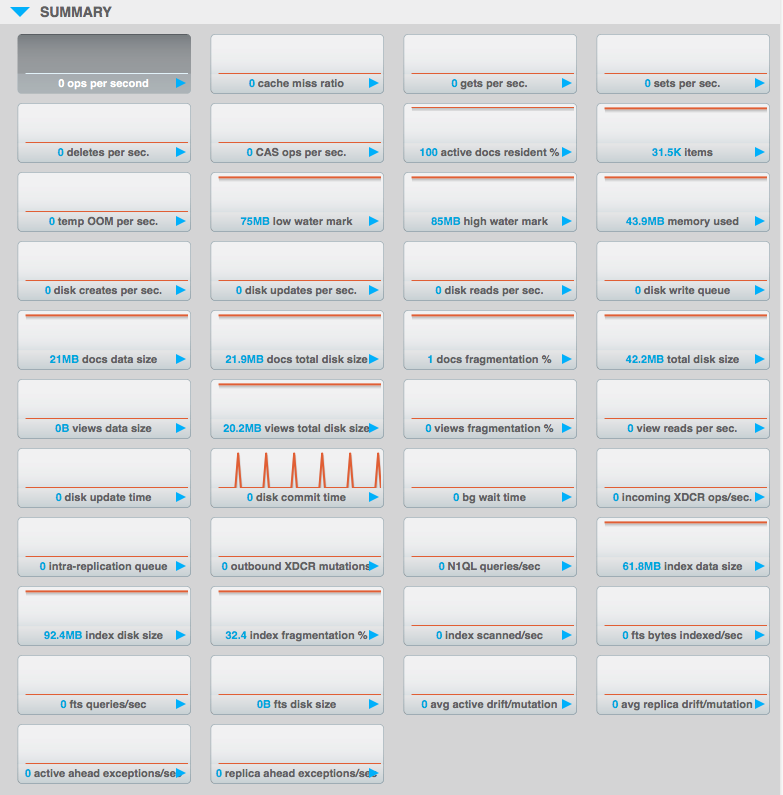 SUMMARY
0 ops per second
0 cache miss ratio
0 gets per sec.
0 sets per sec.
0 deletes per sec.
0 CAS ops per sec.
100 active docs resident %
31.5K items
0 temp OOM per sec.
75MB low water mark
85MB high water mark
43.9MB memory used
0 disk creates per sec.
0 disk updates per sec.
0 disk reads per sec.
0 disk write queue
21MB docs data size
21.9MB docs total disk size
1 docs fragmentation %
42.2MB total disk size
0B views data size
20.2MB views total disk size
0 views fragmentation %
0 view reads per sec.
0 disk update time
0 disk commit time
0 bg wait time
0 incoming XDCR ops/sec.
0 intra-replication queue
0 outbound XDCR mutations
0 N1QL queries/sec
61.8MB index data size
92.4MB index disk size
32.4 index fragmentation %
0 index scanned/sec
0 fts bytes indexed/sec
0 fts queries/sec
0B fts disk size
0 avg active drift/mutation
0 avg replica drift/mutation
0 active ahead exceptions/sec
0 replica ahead exceptions/sec